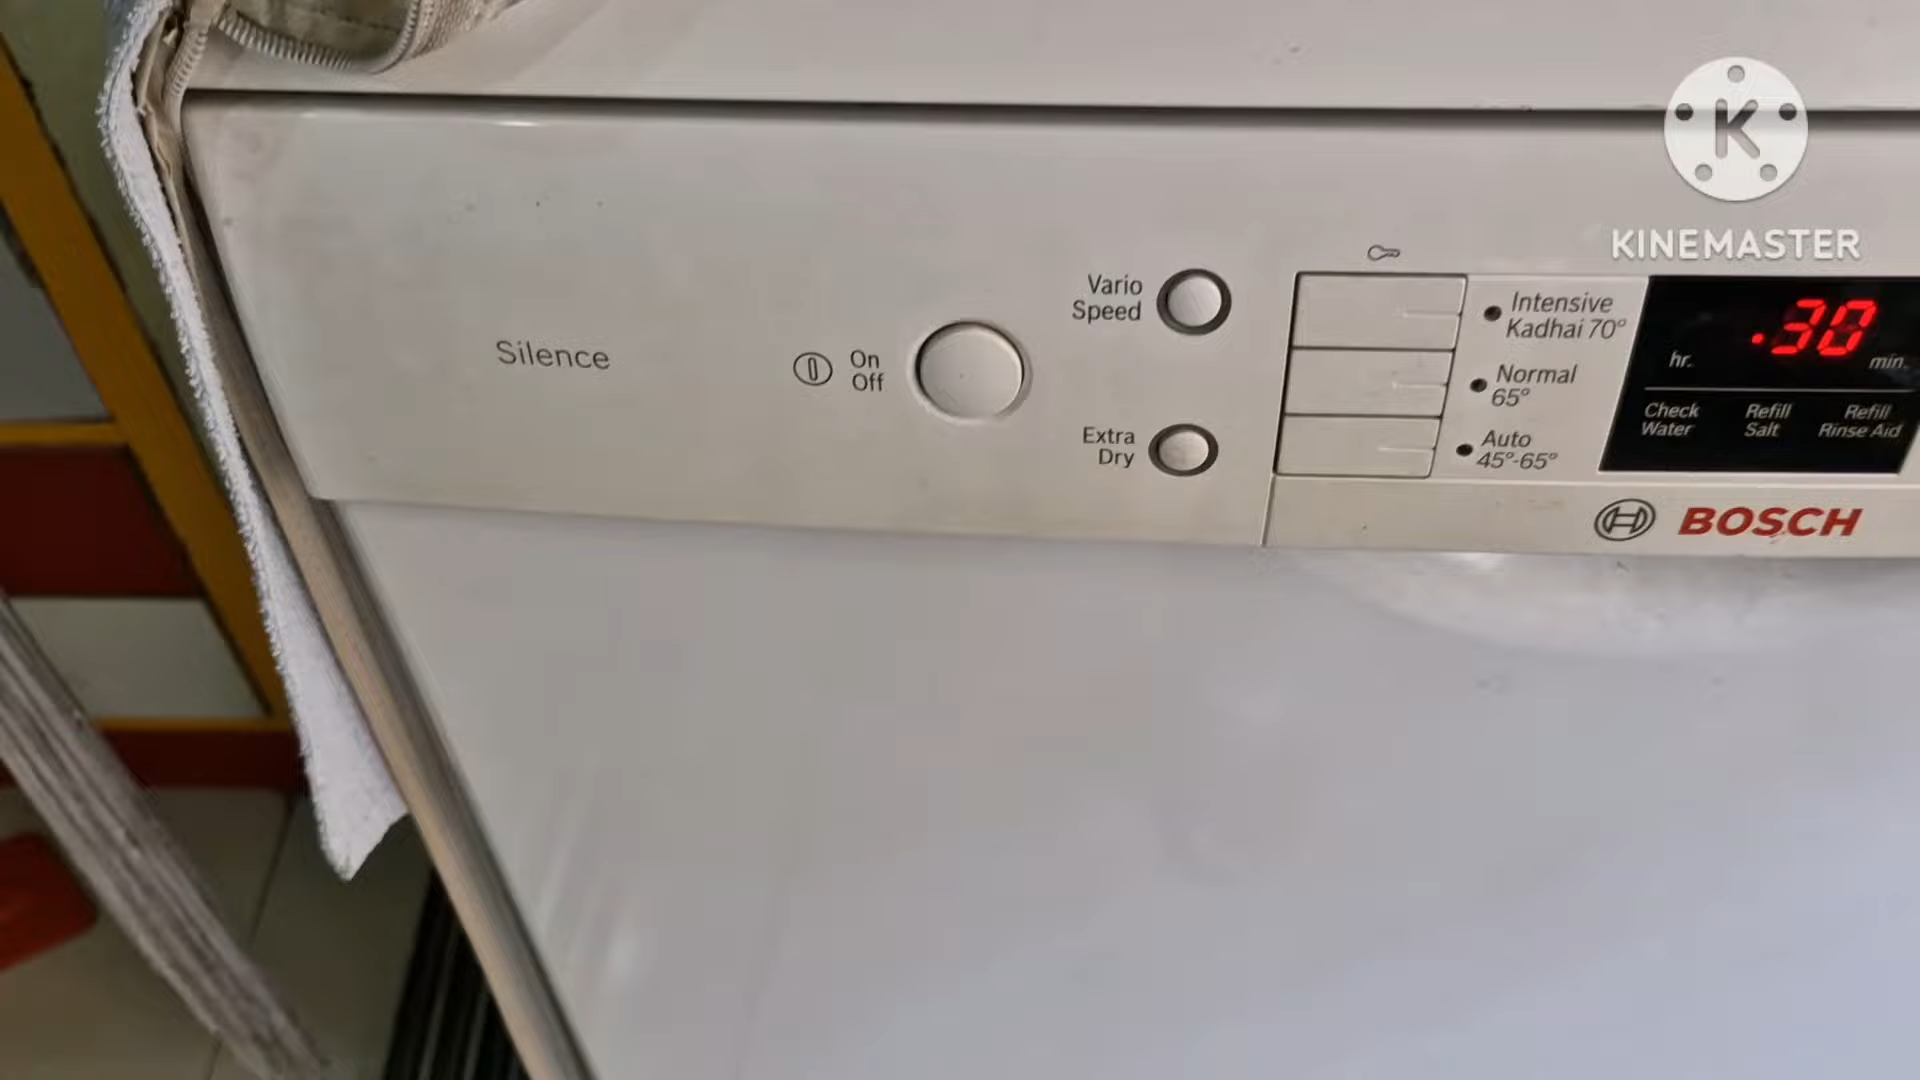 K
KINEMASTER
Silence
On
Off
Vario
Speed
Extra
Dry
Intensive
Kadhai 70°
Normal
65°
Auto
45°-65°
.30
hr.
min.
Check
Water
Refill
Salt
Refill
Rinse Aid
BOSCH